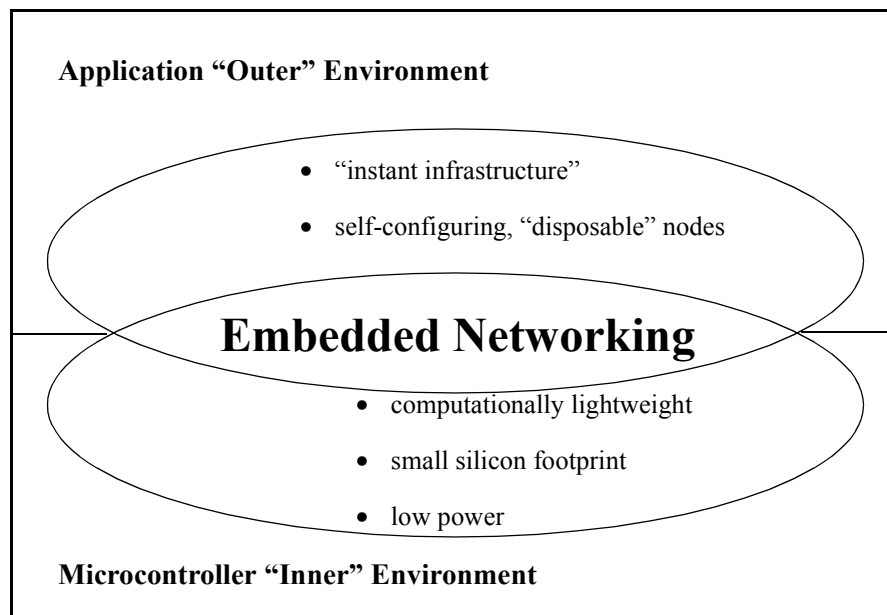 Application “Outer” Environment
• “instant infrastructure”
• self-configuring, “disposable” nodes
Embedded Networking
• computationally lightweight
• small silicon footprint
• low power
Microcontroller “Inner” Environment